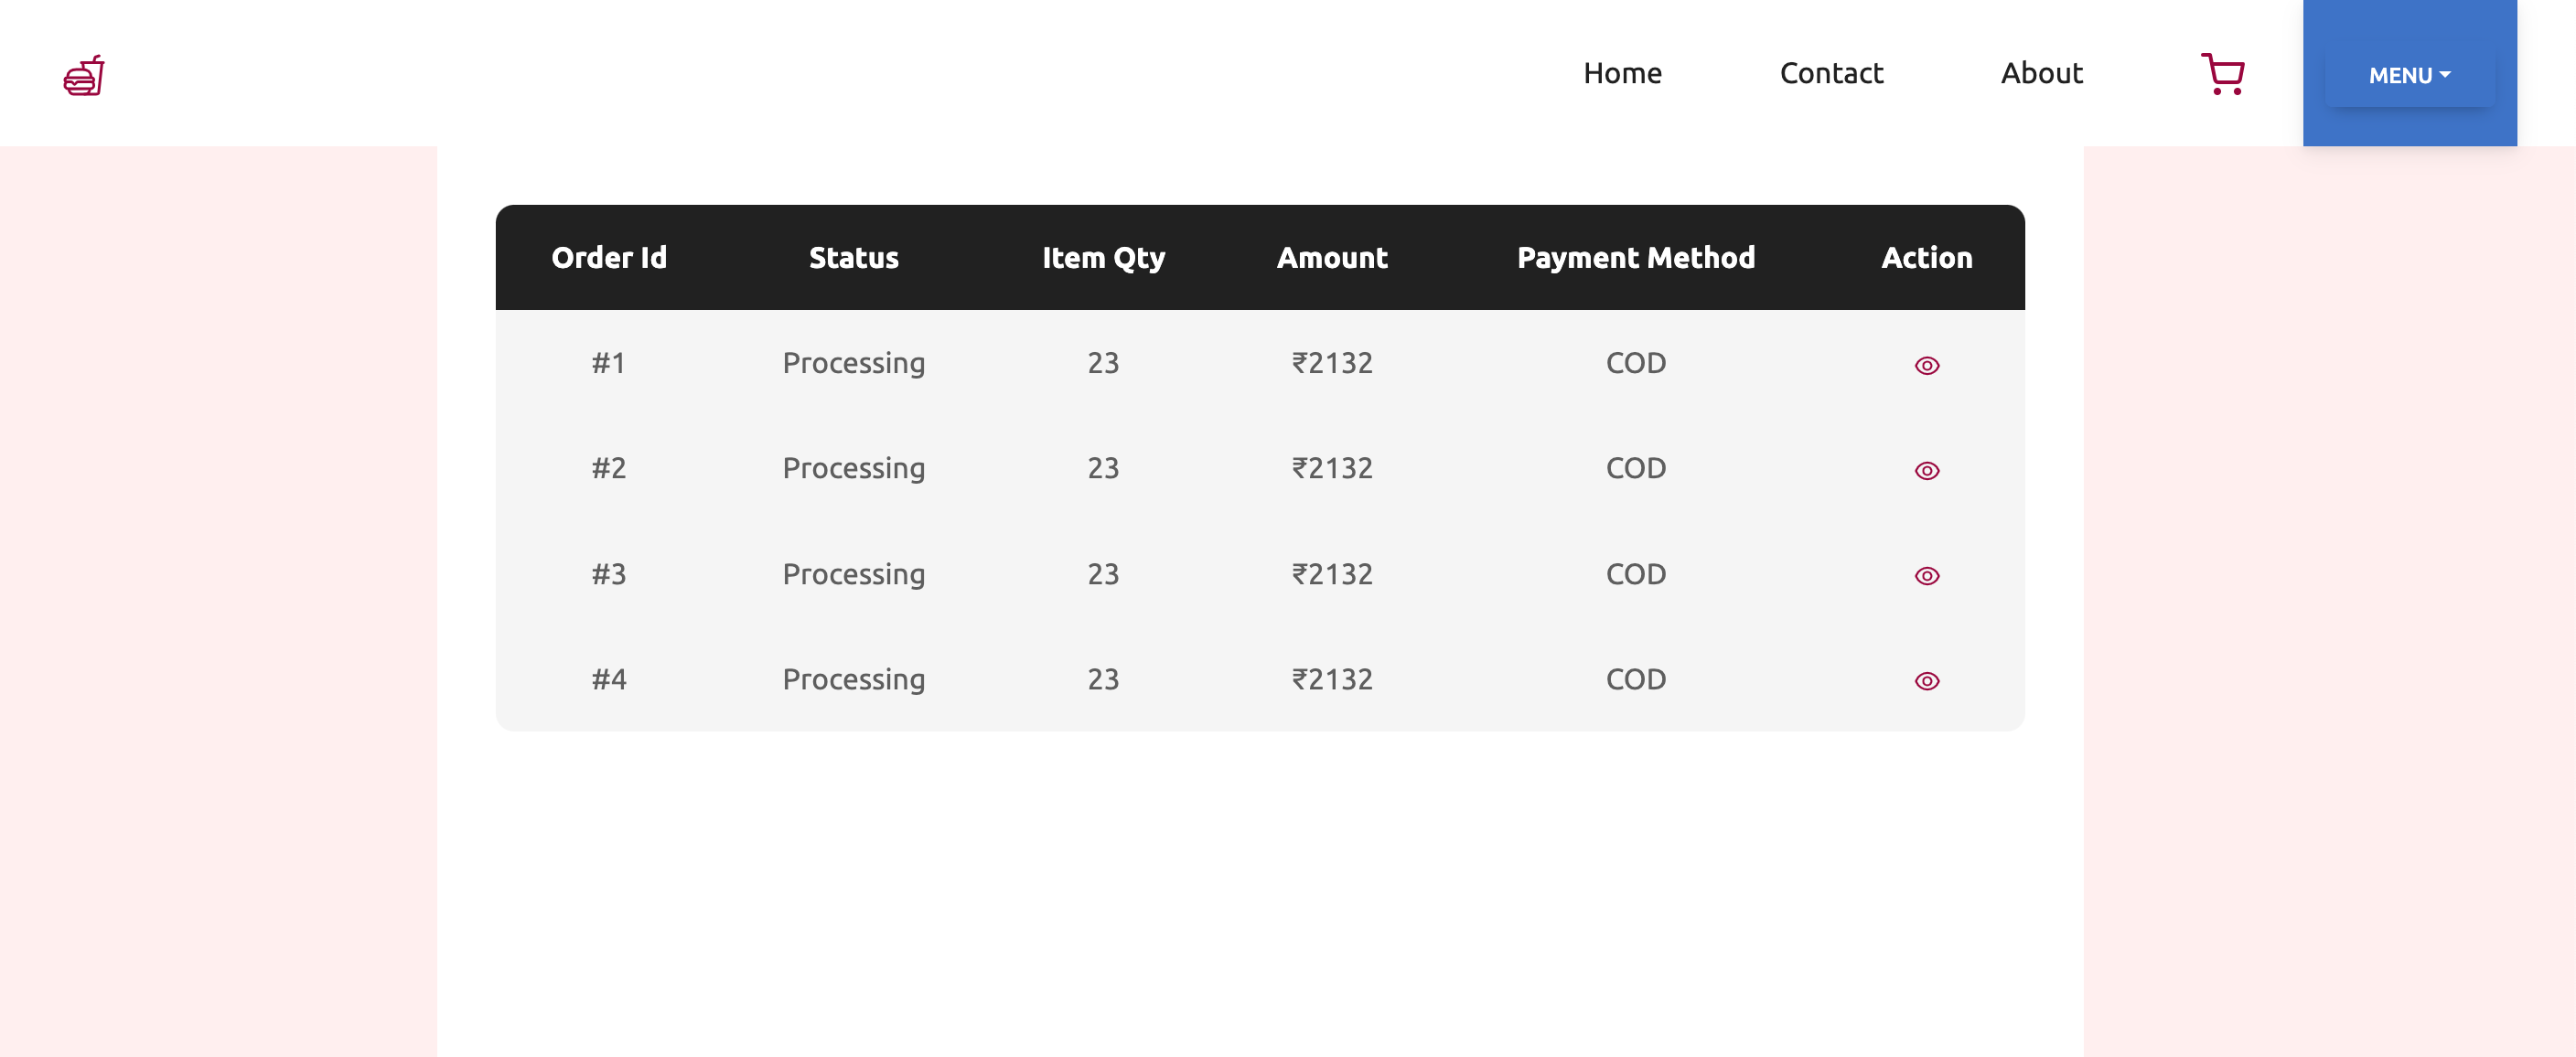 Home Contact About MENU
Order Id Status Item Qty Amount Payment Method Action
#1 Processing 23 ₹2132 COD
#2 Processing 23 ₹2132 COD
#3 Processing 23 ₹2132 COD
#4 Processing 23 ₹2132 COD